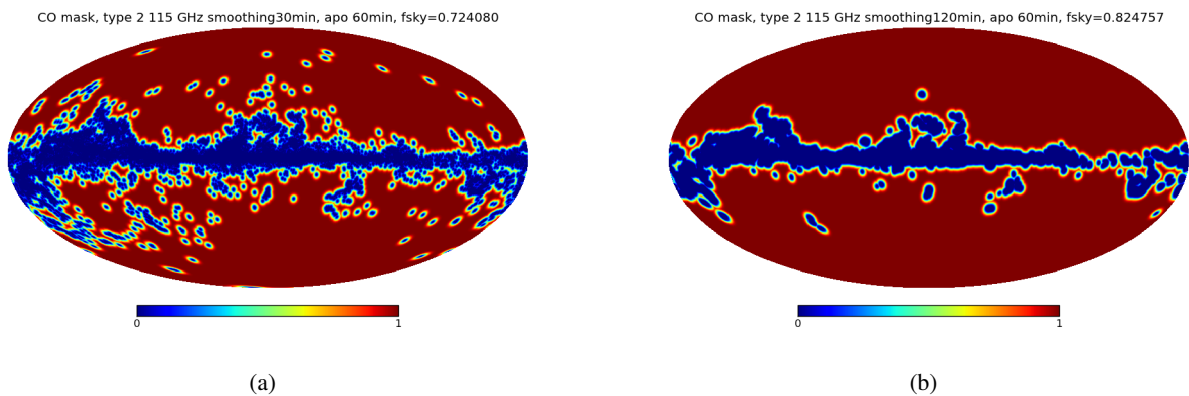 CO mask, type 2 115 GHz smoothing30min, apo 60min, fsky=0.724080
0 1
(a)
CO mask, type 2 115 GHz smoothing120min, apo 60min, fsky=0.824757
0 1
(b)